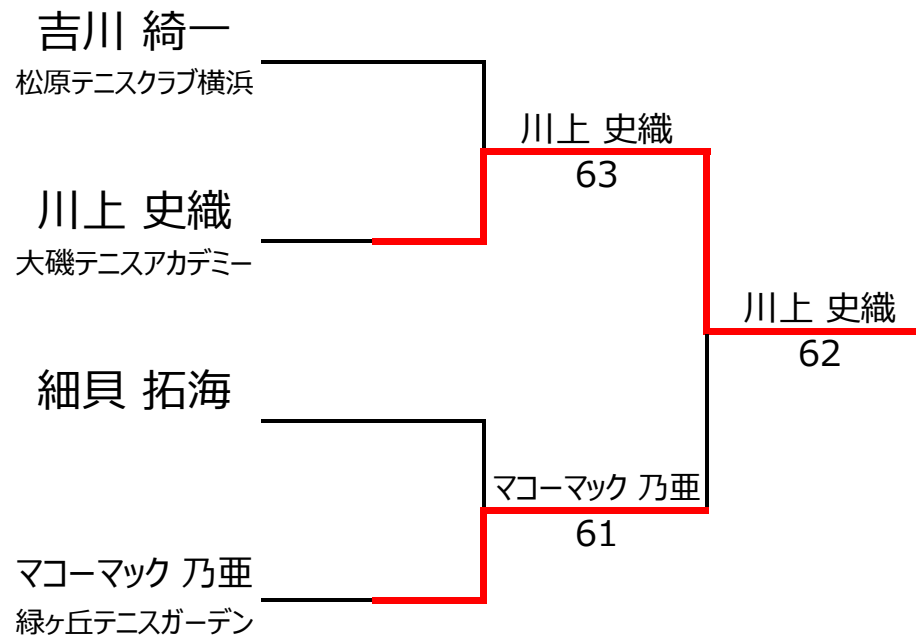 吉川 綺一
松原テニスクラブ横浜
川上 史織
63
川上 史織
大磯テニスアカデミー
川上 史織
62
細貝 拓海
マコーマック 乃亜
61
マコーマック 乃亜
緑ヶ丘テニスガーデン